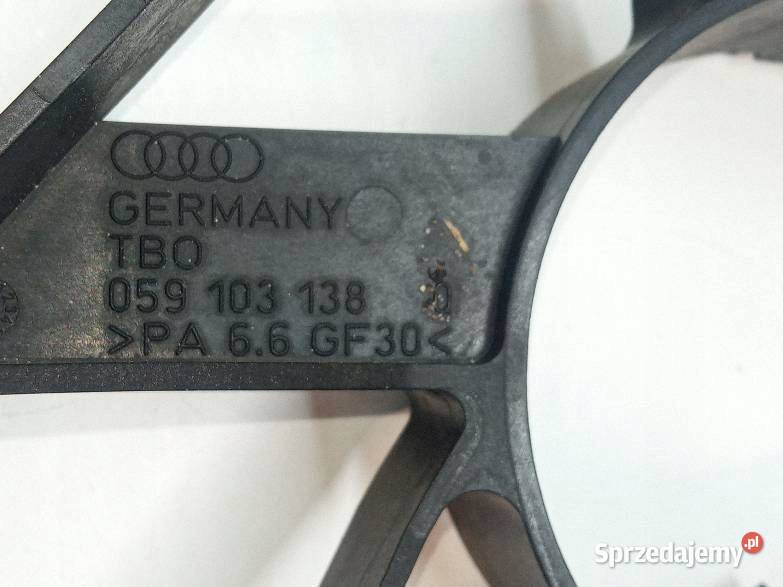 GERMANY
TBO
059 103 138
>PA 6.6 GF30<
Sprzedajemy.pl